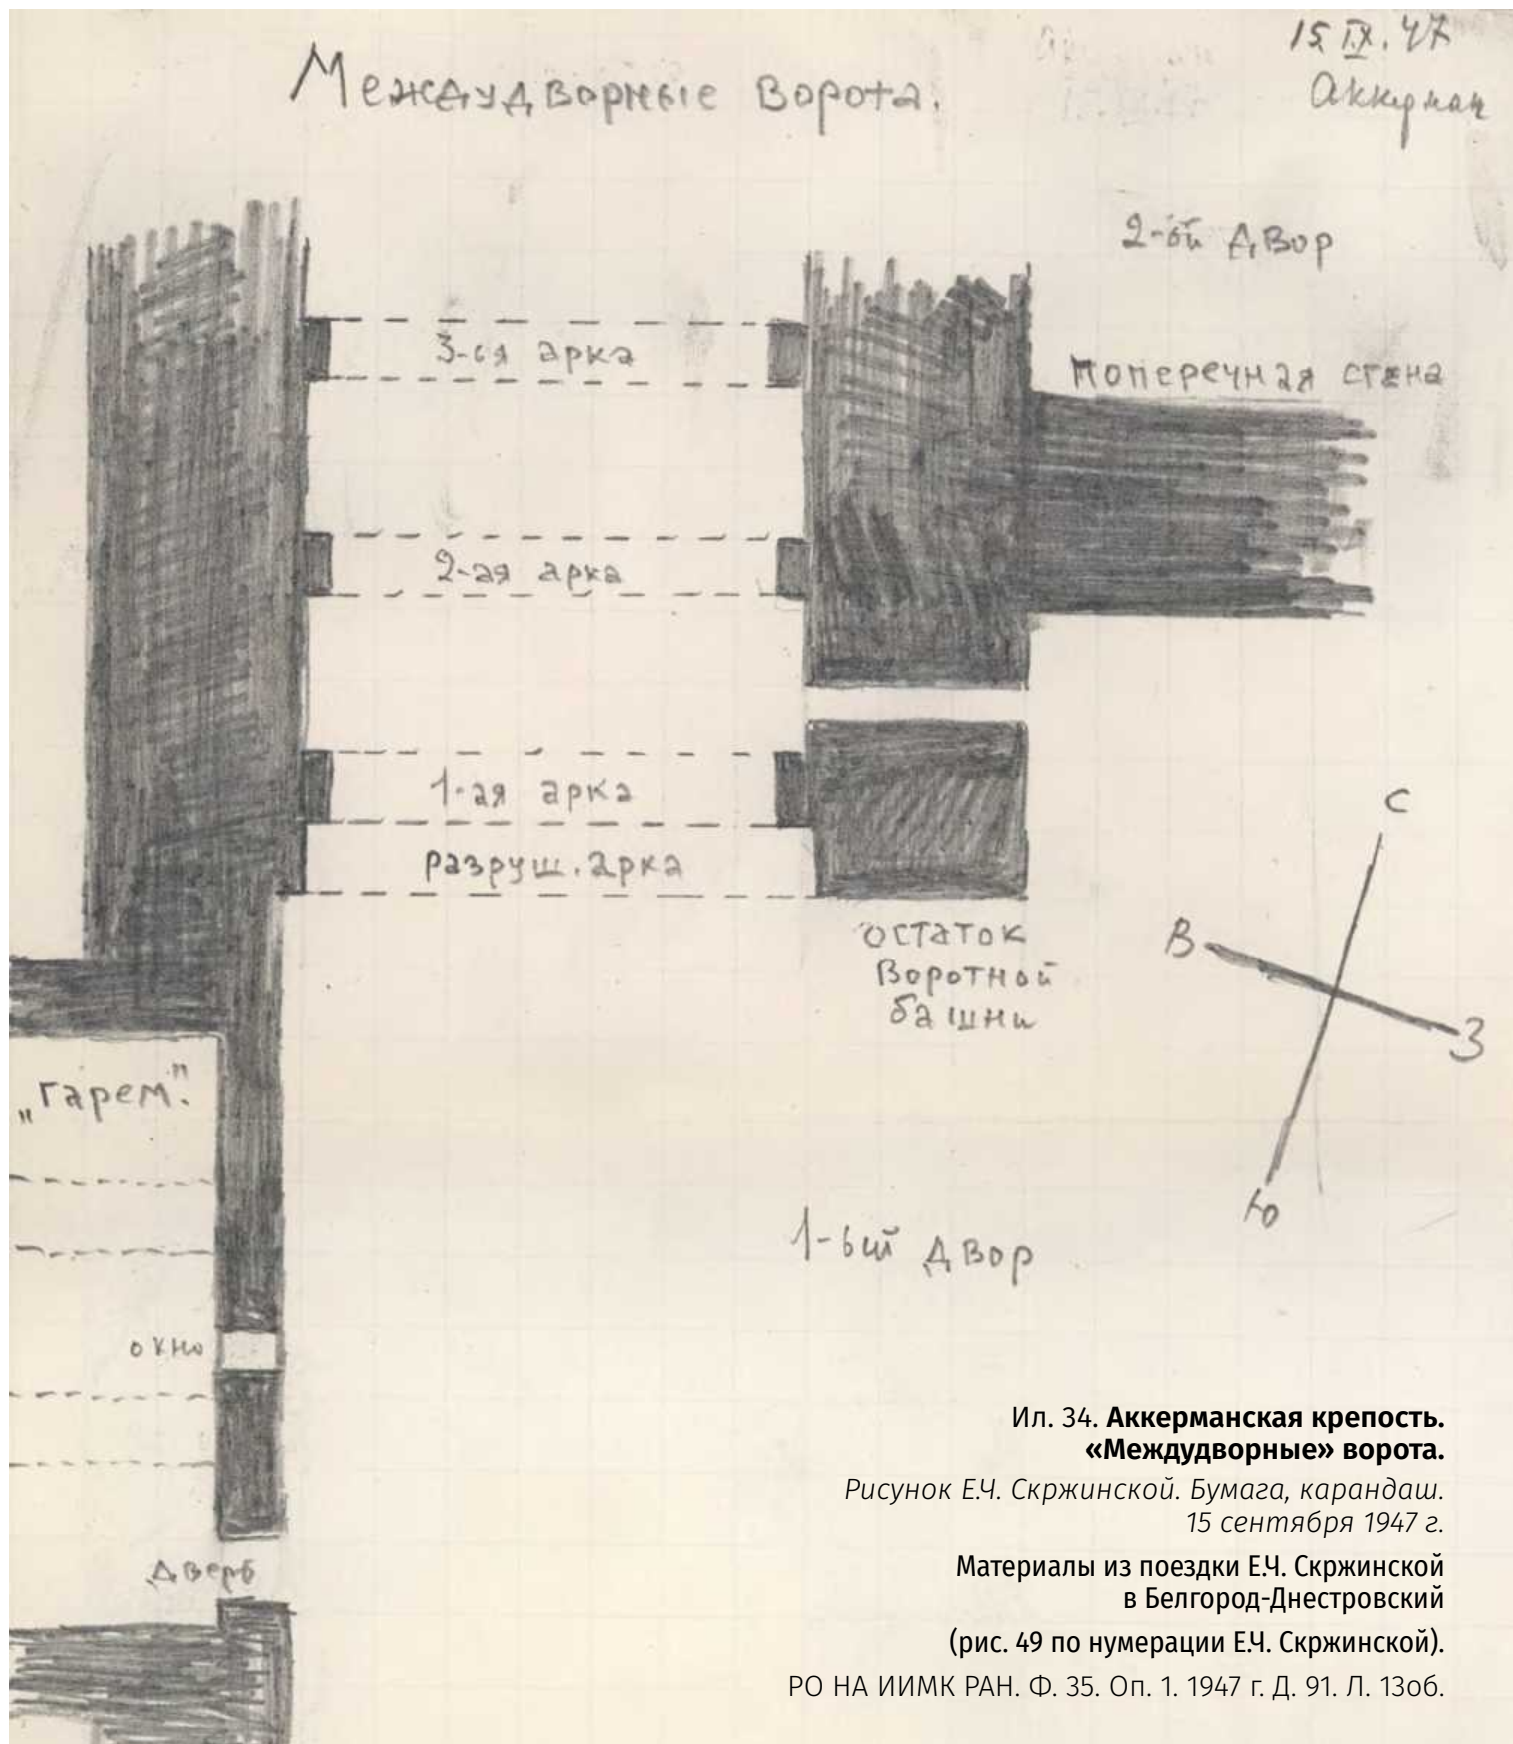 15 IX. 47
Аккерман
Междудворные ворота.
2-ой двор
3-ья арка
поперечная стена
2-ая арка
1-ая арка
С
разруш. арка
остаток
воротной
башни
В
З
„гарем".
Ю
1-ый двор
окно
дверь
Ил. 34. Аккерманская крепость.
«Междудворные» ворота.
Рисунок Е.Ч. Скржинской. Бумага, карандаш.
15 сентября 1947 г.
Материалы из поездки Е.Ч. Скржинской
в Белгород-Днестровский
(рис. 49 по нумерации Е.Ч. Скржинской).
РО НА ИИМК РАН. Ф. 35. Оп. 1. 1947 г. Д. 91. Л. 13об.